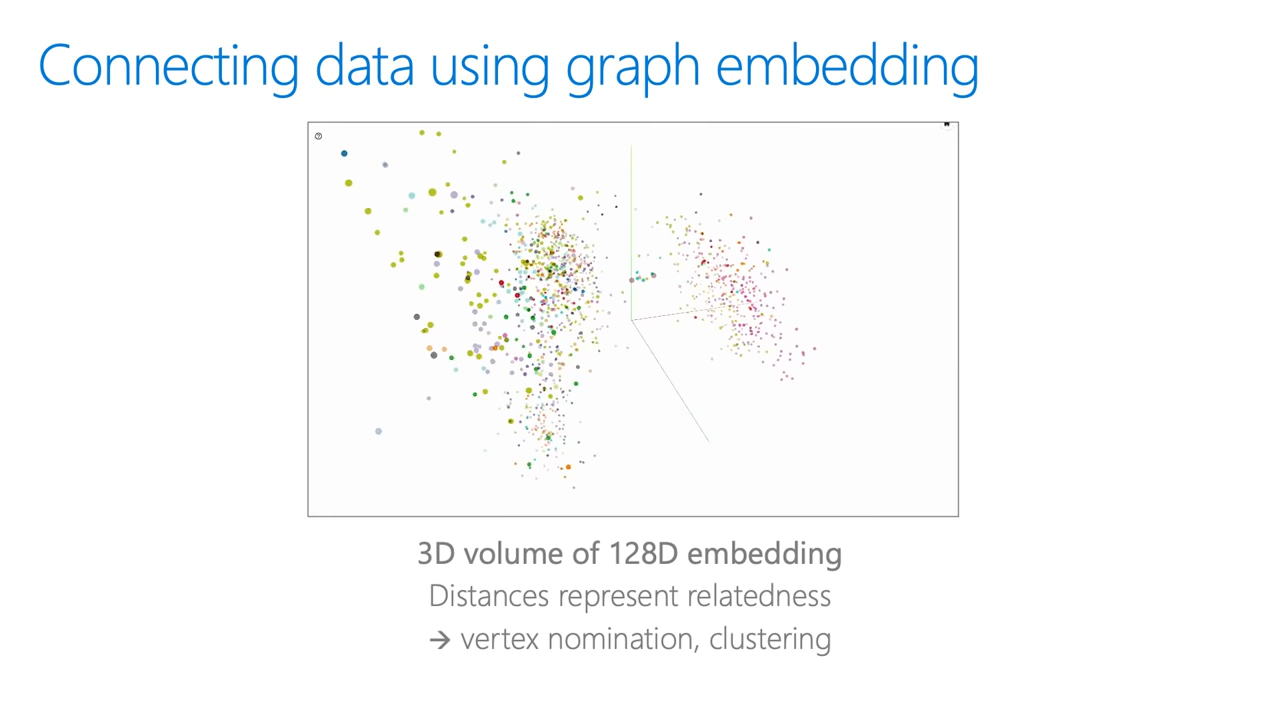 Connecting data using graph embedding
3D volume of 128D embedding
Distances represent relatedness
→ vertex nomination, clustering